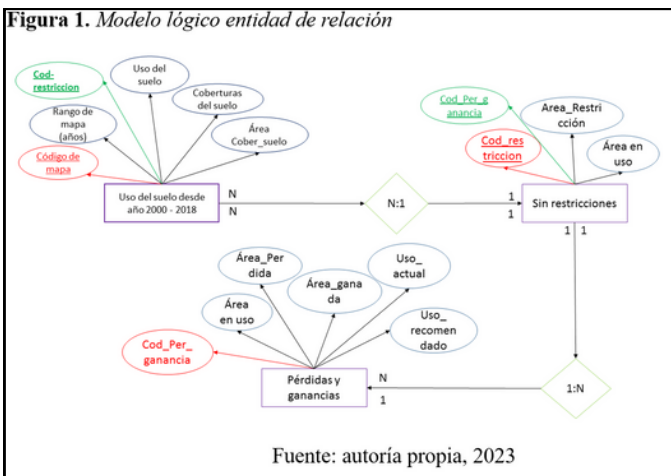 Figura 1. Modelo lógico entidad de relación
Cod-
restriccion
Uso del
suelo
Coberturas
del suelo
Rango de
mapa
(años)
Área
Cober_suelo
Código de
mapa
Uso del suelo desde
año 2000 - 2018
N
N
N:1
1
1
Cod_Per_g
anancia
Area_Restri
cción
Cod_res
triccion
Área en
uso
Sin restricciones
1 1
Área_Per
dida
Área_gana
da
Uso_
actual
Área
en uso
Uso_
recomen
dado
Cod_Per_
ganancia
Pérdidas y
ganancias
N
1
1:N
Fuente: autoría propia, 2023